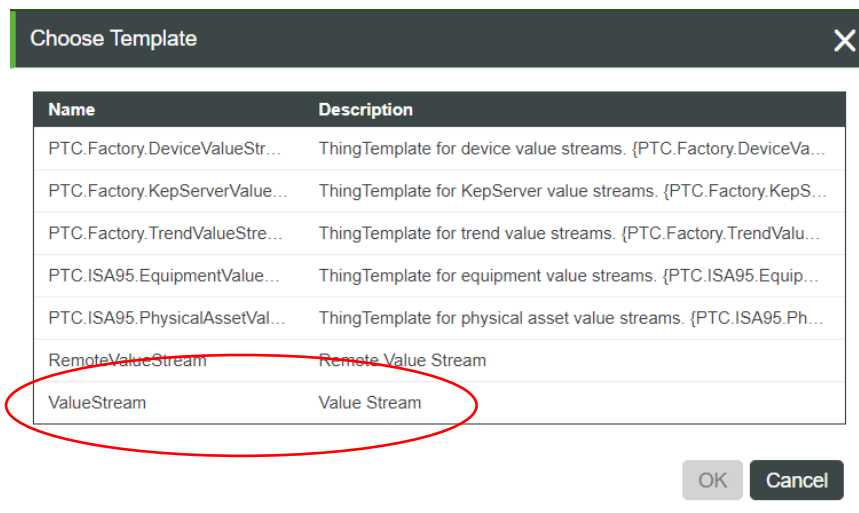 Choose Template
Name Description
PTC.Factory.DeviceValueStr... ThingTemplate for device value streams. {PTC.Factory.DeviceVa...
PTC.Factory.KepServerValue... ThingTemplate for KepServer value streams. {PTC.Factory.KepS...
PTC.Factory.TrendValueStre... ThingTemplate for trend value streams. {PTC.Factory.TrendValu...
PTC.ISA95.EquipmentValue... ThingTemplate for equipment value streams. {PTC.ISA95.Equip...
PTC.ISA95.PhysicalAssetVal... ThingTemplate for physical asset value streams. {PTC.ISA95.Ph...
RemoteValueStream Remote Value Stream
ValueStream Value Stream
OK Cancel